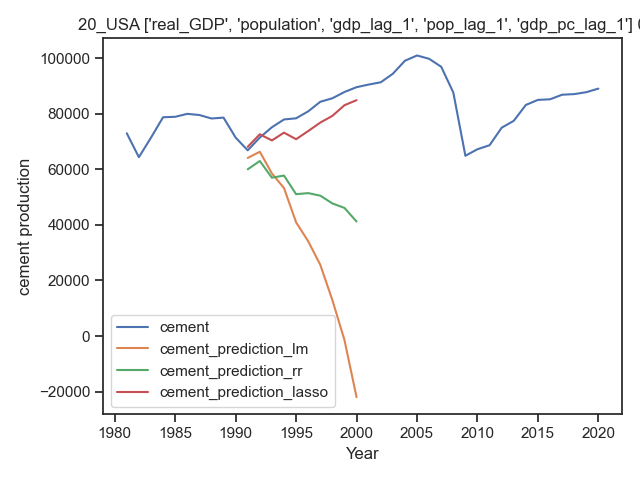 20_USA ['real_GDP', 'population', 'gdp_lag_1', 'pop_lag_1', 'gdp_pc_lag_1']
100000
80000
60000
40000
20000
0
−20000
cement production
cement
cement_prediction_lm
cement_prediction_rr
cement_prediction_lasso
1980 1985 1990 1995 2000 2005 2010 2015 2020
Year